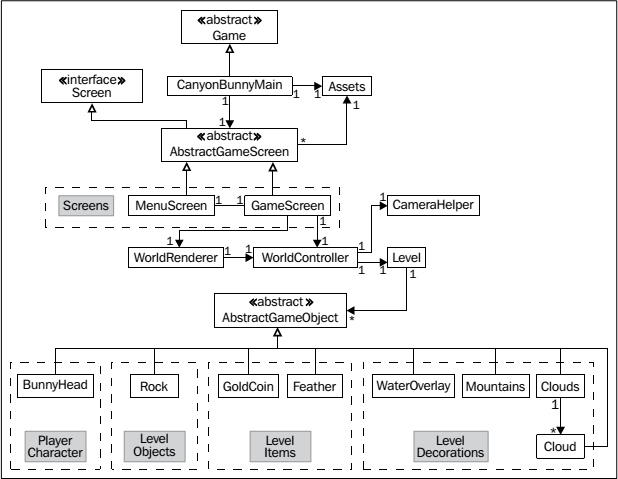 «abstract»
Game
«interface»
Screen
CanyonBunnyMain
1
1
Assets
1
1
1
«abstract»
AbstractGameScreen
*
Screens
MenuScreen
1
1
GameScreen
1
1
CameraHelper
1
1
WorldRenderer
1
1
WorldController
1
1
1
Level
1
«abstract»
AbstractGameObject
*
BunnyHead
Rock
GoldCoin
Feather
WaterOverlay
Mountains
Clouds
1
*
Cloud
Player
Character
Level
Objects
Level
Items
Level
Decorations